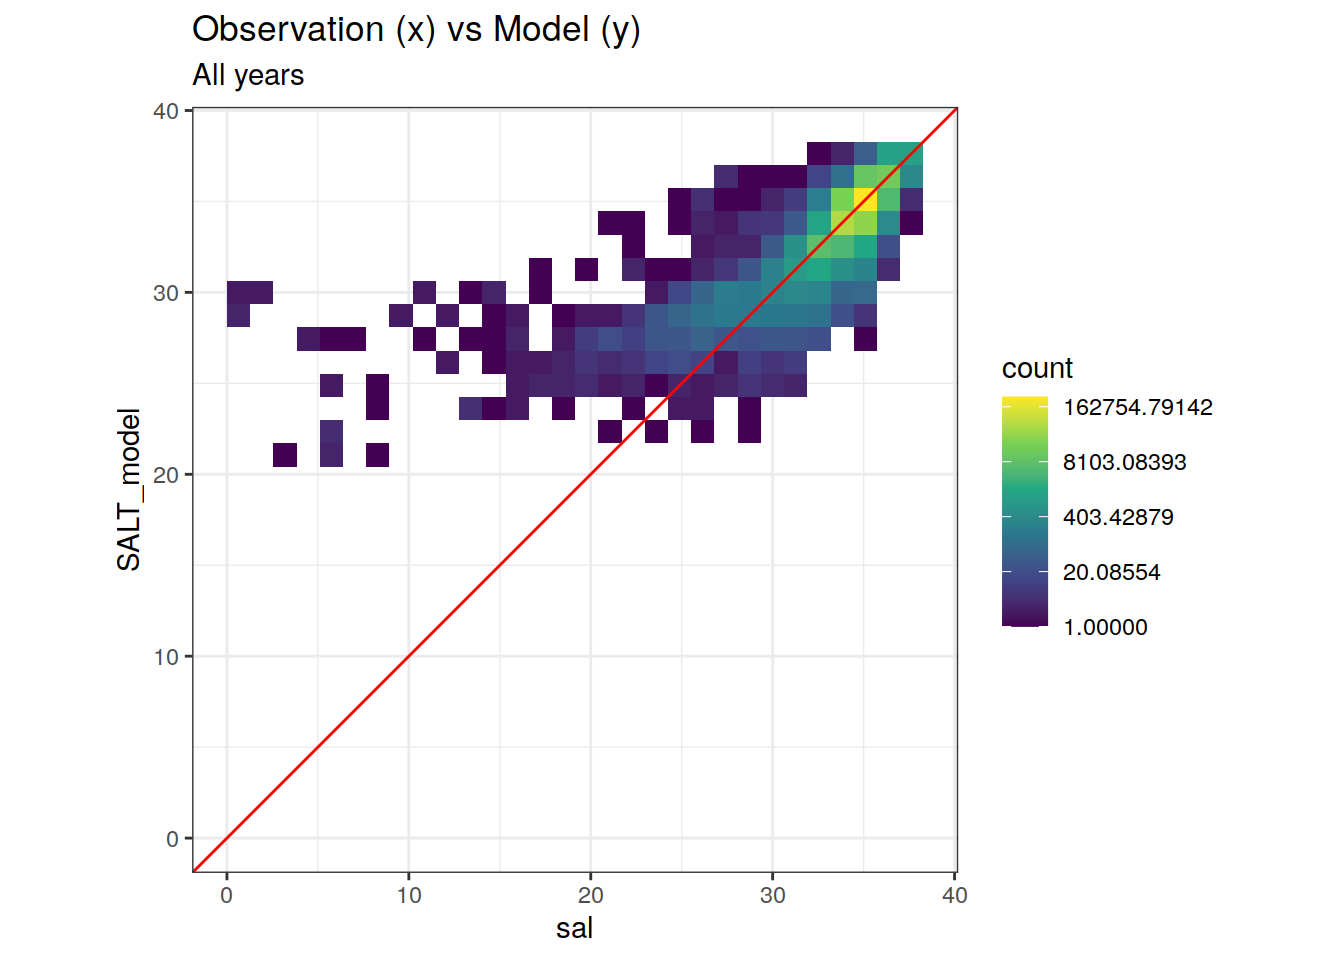 Observation (x) vs Model (y)
All years
40
30
20
10
0
SALT_model
0 10 20 30 40
sal
count
162754.79142
8103.08393
403.42879
20.08554
1.00000